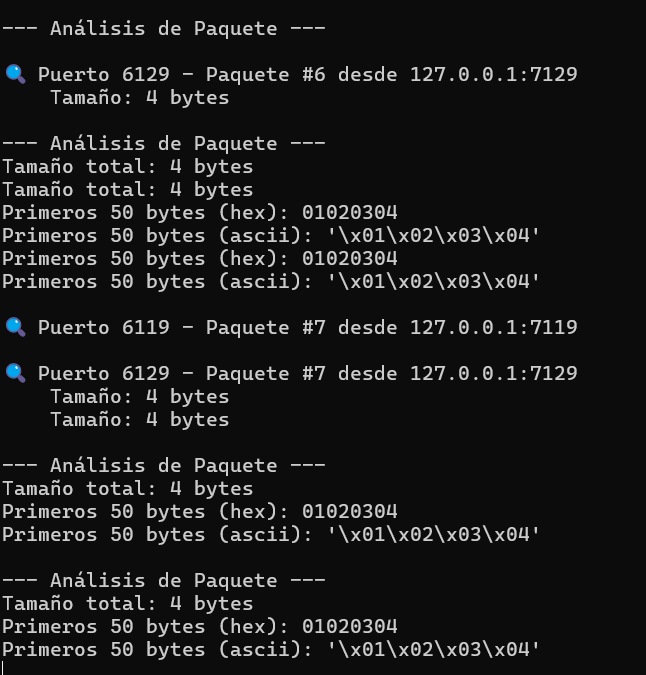 --- Análisis de Paquete ---
🔍 Puerto 6129 - Paquete #6 desde 127.0.0.1:7129
Tamaño: 4 bytes
--- Análisis de Paquete ---
Tamaño total: 4 bytes
Tamaño total: 4 bytes
Primeros 50 bytes (hex): 01020304
Primeros 50 bytes (ascii): '\x01\x02\x03\x04'
Primeros 50 bytes (hex): 01020304
Primeros 50 bytes (ascii): '\x01\x02\x03\x04'
🔍 Puerto 6119 - Paquete #7 desde 127.0.0.1:7119
🔍 Puerto 6129 - Paquete #7 desde 127.0.0.1:7129
Tamaño: 4 bytes
Tamaño: 4 bytes
--- Análisis de Paquete ---
Tamaño total: 4 bytes
Primeros 50 bytes (hex): 01020304
Primeros 50 bytes (ascii): '\x01\x02\x03\x04'
--- Análisis de Paquete ---
Tamaño total: 4 bytes
Primeros 50 bytes (hex): 01020304
Primeros 50 bytes (ascii): '\x01\x02\x03\x04'